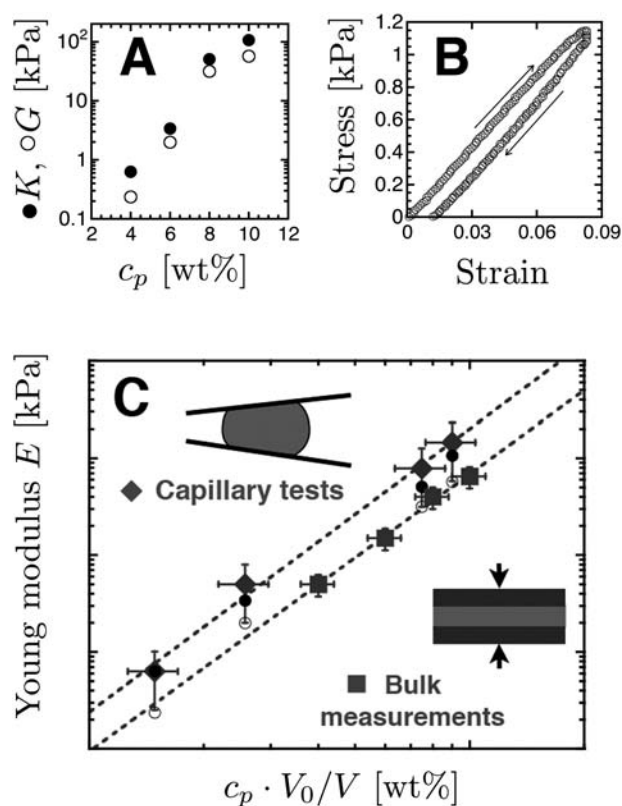 A
●K, ○G [kPa]
10²
10
1
0.1
2 4 6 8 10 12
c_p [wt%]
B
Stress [kPa]
1.2
1
0.8
0.6
0.4
0.2
0
0 0.03 0.06 0.09
Strain
C
Young modulus E [kPa]
Capillary tests
Bulk
measurements
c_p · V_0/V [wt%]